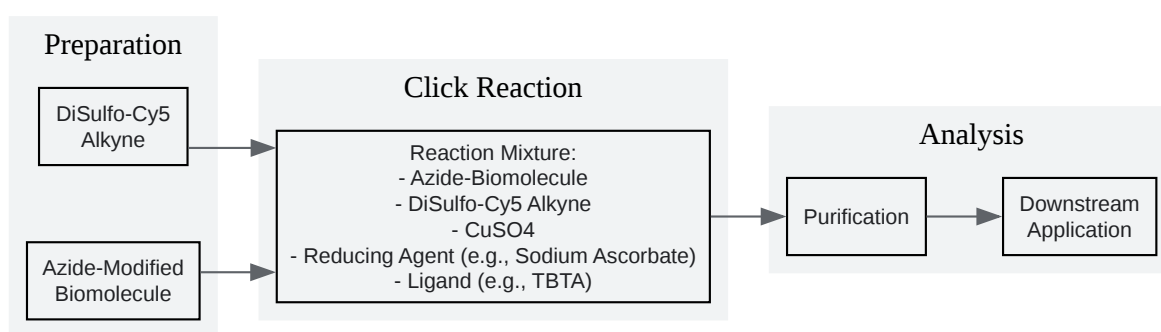 Preparation
DiSulfo-Cy5
Alkyne
Azide-Modified
Biomolecule
Click Reaction
Reaction Mixture:
- Azide-Biomolecule
- DiSulfo-Cy5 Alkyne
- CuSO4
- Reducing Agent (e.g., Sodium Ascorbate)
- Ligand (e.g., TBTA)
Analysis
Purification
Downstream
Application